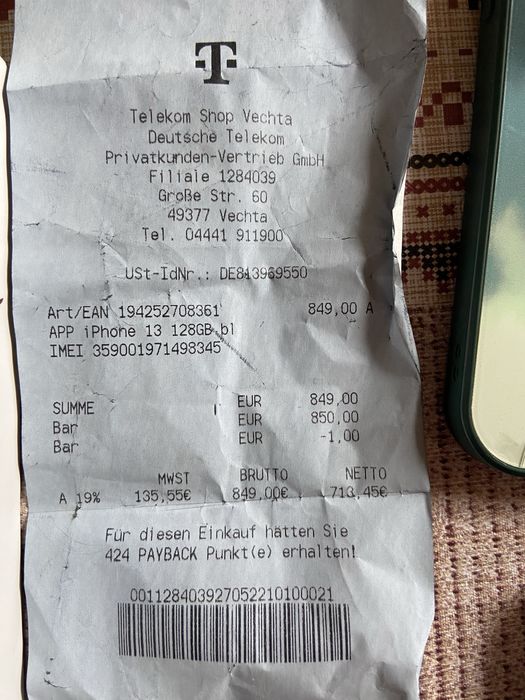 T
Telekom Shop Vechta
Deutsche Telekom
Privatkunden-Vertrieb GmbH
Filiale 1284039
Große Str. 60
49377 Vechta
Tel. 04441 911900
USt-IdNr.: DE813969550
Art/EAN 194252708361 849,00 A
APP iPhone 13 128GB bl
IMEI 359001971498345
SUMME EUR 849,00
Bar EUR 850,00
Bar EUR -1,00
MWST BRUTTO NETTO
A 19% 135,55€ 849,00€ 713,45€
Für diesen Einkauf hätten Sie
424 PAYBACK Punkt(e) erhalten!
001128403927052210100021